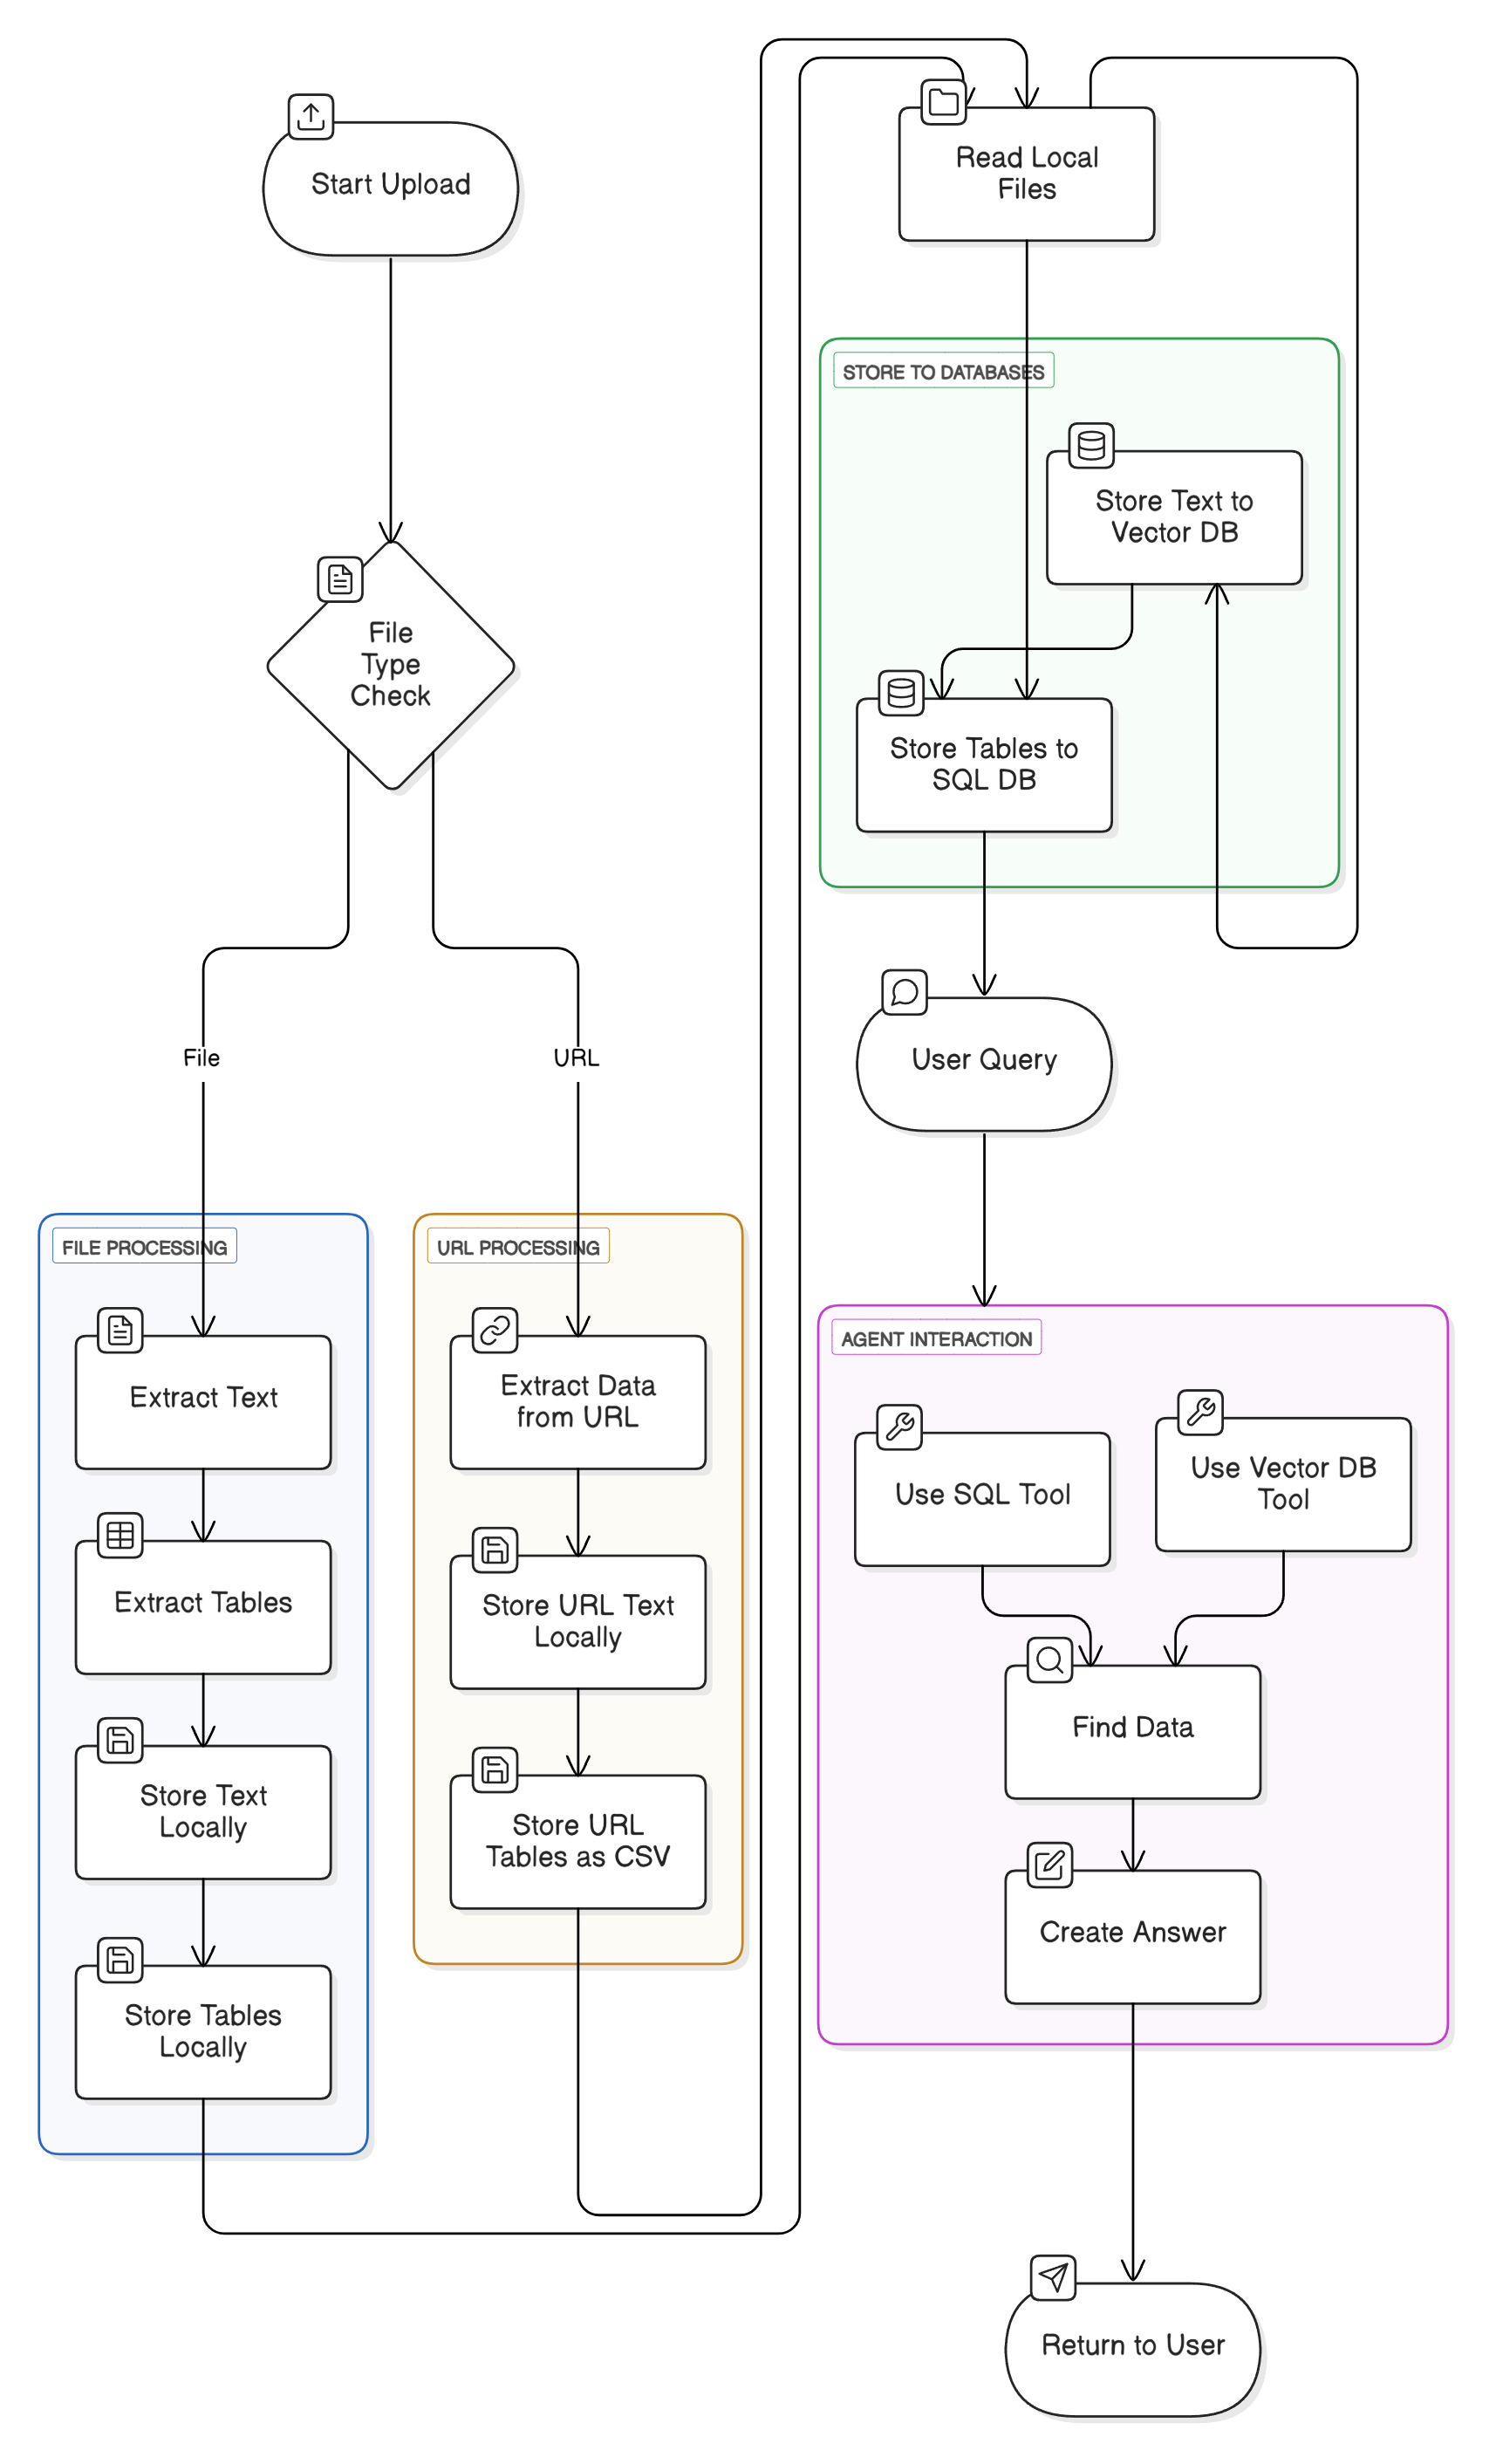 Start Upload
File
Type
Check
File
URL
FILE PROCESSING
Extract Text
Extract Tables
Store Text
Locally
Store Tables
Locally
URL PROCESSING
Extract Data
from URL
Store URL Text
Locally
Store URL
Tables as CSV
Read Local
Files
STORE TO DATABASES
Store Text to
Vector DB
Store Tables to
SQL DB
User Query
AGENT INTERACTION
Use SQL Tool
Use Vector DB
Tool
Find Data
Create Answer
Return to User